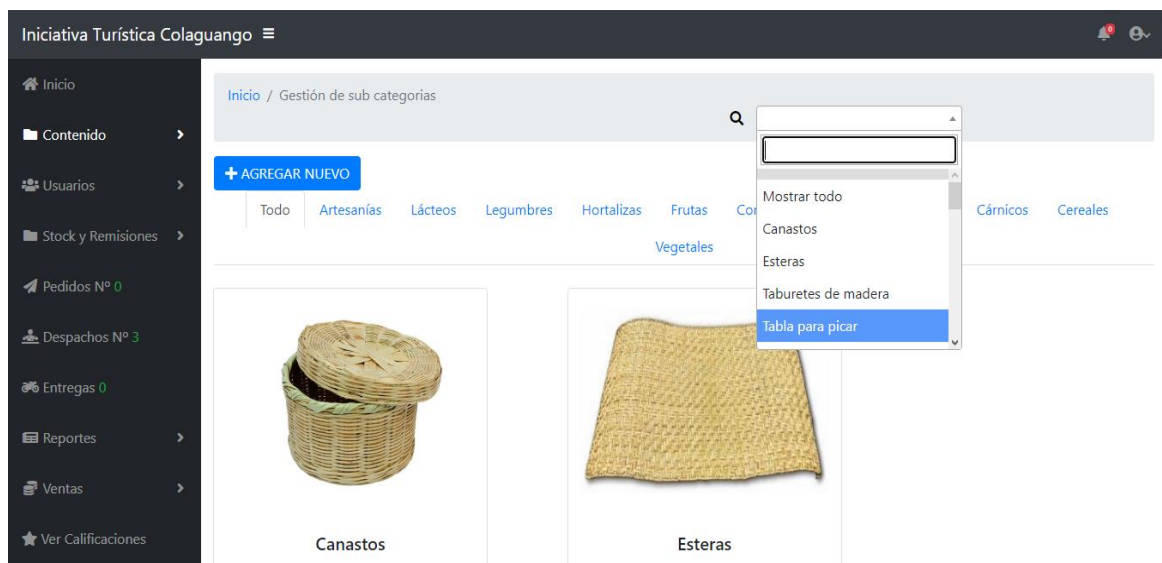 Iniciativa Turística Colaguango
0
Inicio
Contenido
Usuarios
Stock y Remisiones
Pedidos Nº 0
Despachos Nº 3
Entregas 0
Reportes
Ventas
Ver Calificaciones
Inicio / Gestión de sub categorias
AGREGAR NUEVO
Todo Artesanías Lácteos Legumbres Hortalizas Frutas Cárnicos Cereales
Vegetales
Mostrar todo
Canastos
Esteras
Taburetes de madera
Tabla para picar
Canastos
Esteras